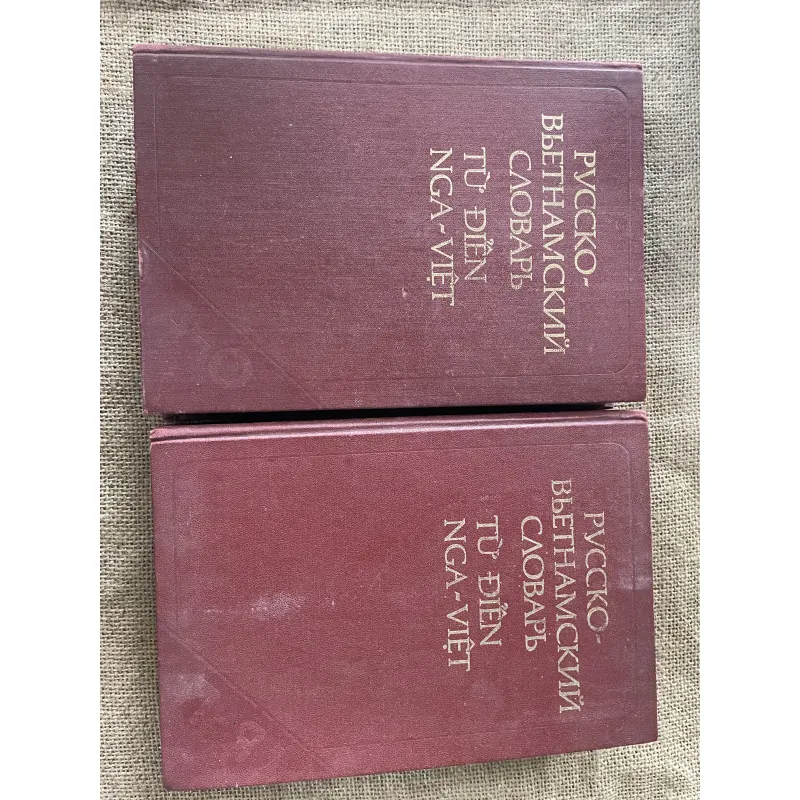 РУССКО-
ВЬЕТНАМСКИЙ
СЛОВАРЬ
TỪ ĐIỂN
NGA-VIỆT
РУССКО-
ВЬЕТНАМСКИЙ
СЛОВАРЬ
TỪ ĐIỂN
NGA-VIỆT